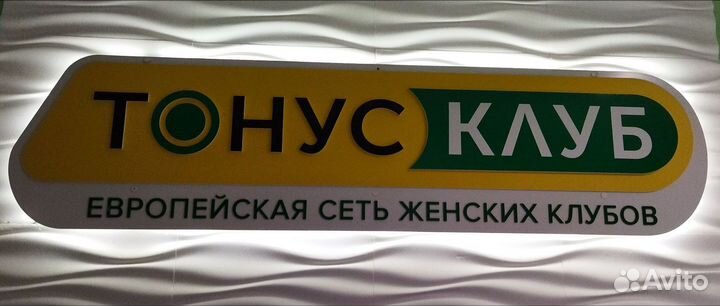 ТОНУС КЛУБ
ЕВРОПЕЙСКАЯ СЕТЬ ЖЕНСКИХ КЛУБОВ
Avito